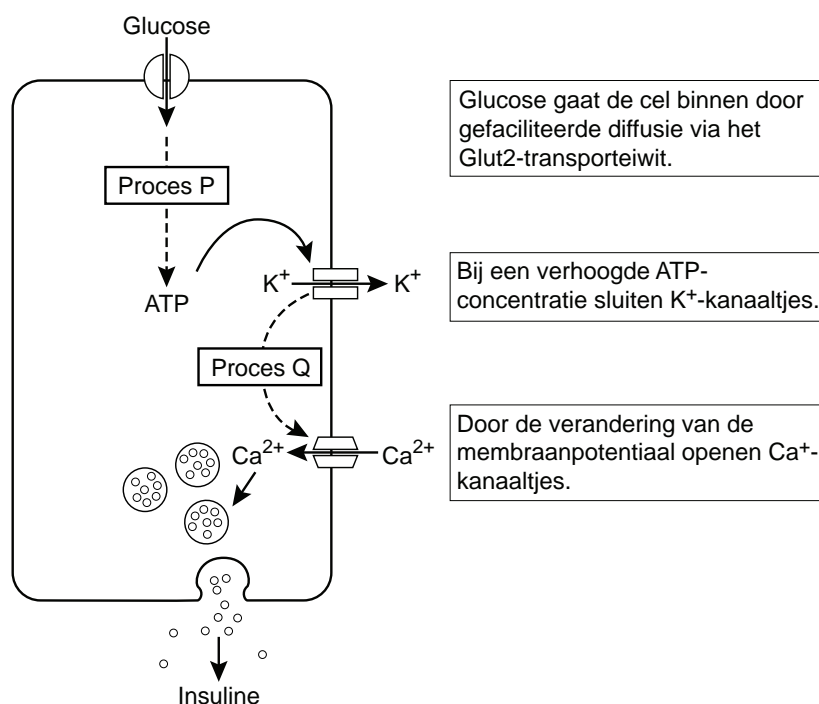 Glucose
Glucose gaat de cel binnen door
gefaciliteerde diffusie via het
Glut2-transporteiwit.
Proces P
ATP
K⁺
K⁺
Bij een verhoogde ATP-
concentratie sluiten K⁺-kanaaltjes.
Proces Q
Ca²⁺
Ca²⁺
Door de verandering van de
membraanpotentiaal openen Ca⁺-
kanaaltjes.
Insuline